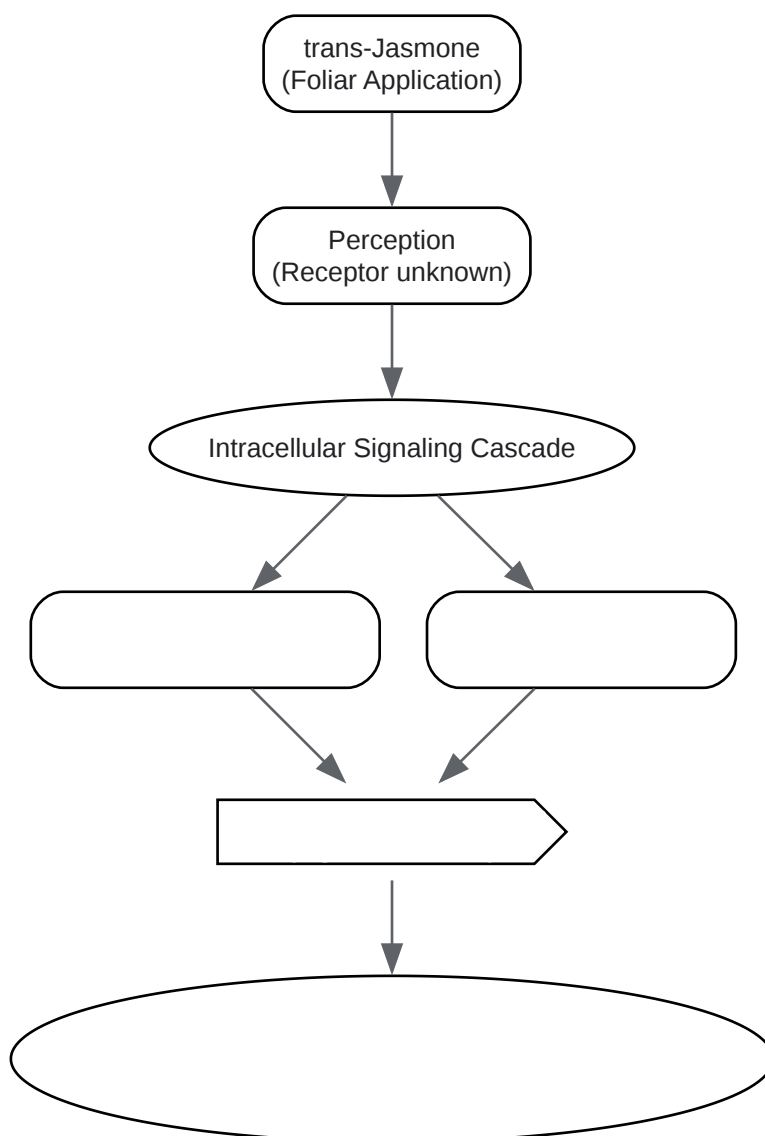 trans-Jasmone
(Foliar Application)
Perception
(Receptor unknown)
Intracellular Signaling Cascade